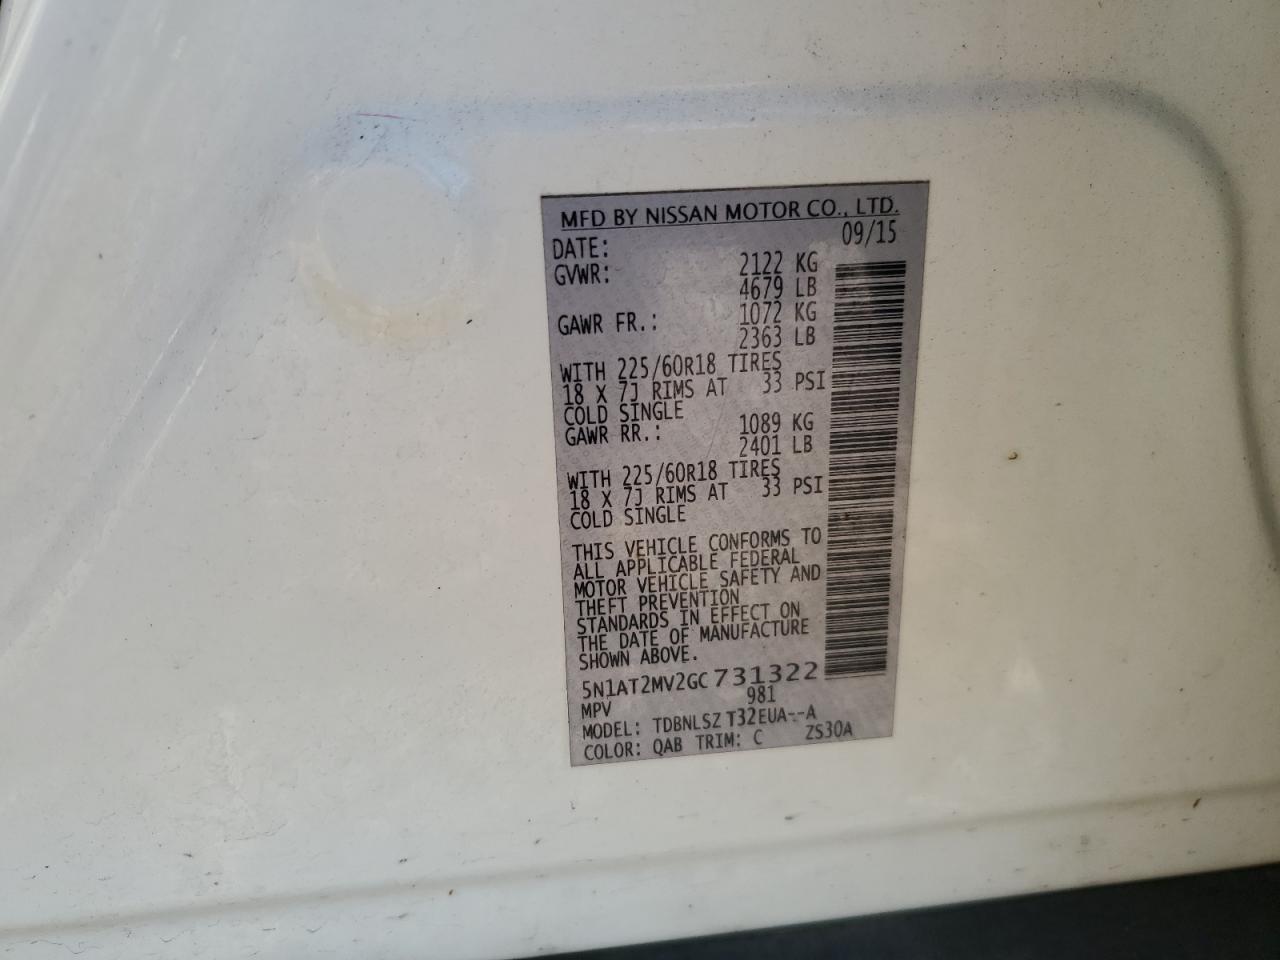 MFD BY NISSAN MOTOR CO., LTD.
DATE: 09/15
GVWR: 2122 KG
4679 LB
GAWR FR.: 1072 KG
2363 LB
WITH 225/60R18 TIRES
18 X 7J RIMS AT 33 PSI
COLD SINGLE
GAWR RR.: 1089 KG
2401 LB
WITH 225/60R18 TIRES
18 X 7J RIMS AT 33 PSI
COLD SINGLE
THIS VEHICLE CONFORMS TO
ALL APPLICABLE FEDERAL
MOTOR VEHICLE SAFETY AND
THEFT PREVENTION
STANDARDS IN EFFECT ON
THE DATE OF MANUFACTURE
SHOWN ABOVE.
5N1AT2MV2GC731322
MPV 981
MODEL: TDBNLSZ T32EUA--A
COLOR: QAB TRIM: C ZS30A